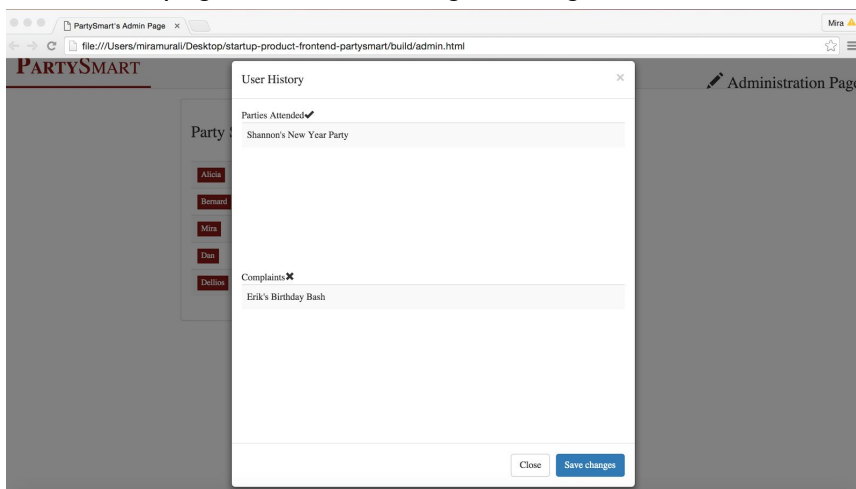 PartySmart's Admin Page
Mira
file:///Users/miramurali/Desktop/startup-product-frontend-partysmart/build/admin.html
PARTYSMART
User History
Administration Page
Parties Attended
Party
Shannon's New Year Party
Alicia
Bernard
Mira
Dan
Complaints
Dellios
Erik's Birthday Bash
Close Save changes